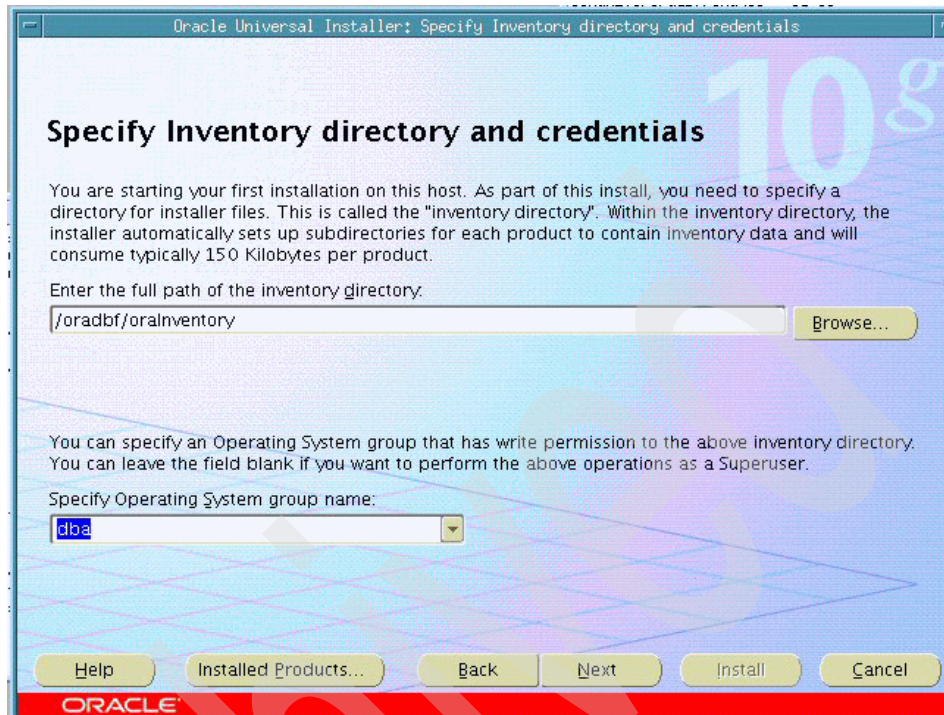 Oracle Universal Installer: Specify Inventory directory and credentials
10g
Specify Inventory directory and credentials
You are starting your first installation on this host. As part of this install, you need to specify a
directory for installer files. This is called the "inventory directory". Within the inventory directory, the
installer automatically sets up subdirectories for each product to contain inventory data and will
consume typically 150 Kilobytes per product.
Enter the full path of the inventory directory:
/oradbf/oraInventory
Browse...
You can specify an Operating System group that has write permission to the above inventory directory.
You can leave the field blank if you want to perform the above operations as a Superuser.
Specify Operating System group name:
dba
Help
Installed Products...
Back
Next
Install
Cancel
ORACLE